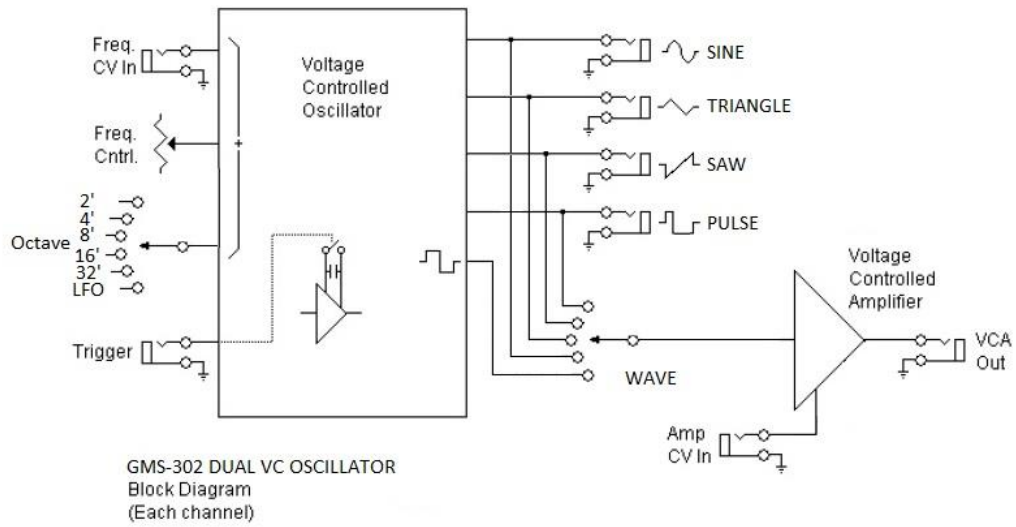 Freq.
CV In
Voltage
Controlled
Oscillator
SINE
TRIANGLE
Freq.
Cntrl.
+
SAW
2'
4'
Octave 8'
16'
32'
LFO
PULSE
Voltage
Controlled
Amplifier
Trigger
WAVE
VCA
Out
Amp
CV In
GMS-302 DUAL VC OSCILLATOR
Block Diagram
(Each channel)